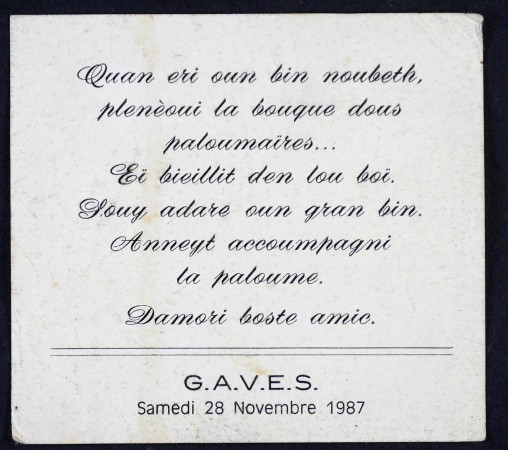 Quan eri oun bin noubeth,
plenèoui la bouque dous
paloumaïres...
Eï bieillit den lou boï.
Souy adare oun gran bin.
Anneyt accoumpagni
la paloume.
Damori boste amic.
G.A.V.E.S.
Samedi 28 Novembre 1987